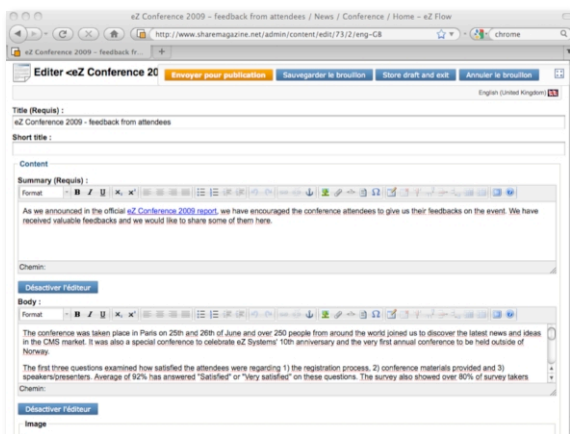 eZ Conference 2009 – feedback from attendees / News / Conference / Home – eZ Flow
http://www.sharemagazine.net/admin/content/edit/73/2/eng-GB
chrome
eZ Conference 2009 – feedback fr...
Editer <eZ Conference 20
Envoyer pour publication
Sauvegarder le brouillon
Store draft and exit
Annuler le brouillon
English (United Kingdom)
Title (Requis) :
eZ Conference 2009 - feedback from attendees
Short title :
Content
Summary (Requis) :
Format
B I U
As we announced in the official eZ Conference 2009 report, we have encouraged the conference attendees to give us their feedbacks on the event. We have
received valuable feedbacks and we would like to share some of them here.
Chemin:
Désactiver l'éditeur
Body :
Format
B I U
The conference was taken place in Paris on 25th and 26th of June and over 250 people from around the world joined us to discover the latest news and ideas
in the CMS market. It was also a special conference to celebrate eZ Systems' 10th anniversary and the very first annual conference to be held outside of
Norway.
The first three questions examined how satisfied the attendees were regarding 1) the registration process, 2) conference materials provided and 3)
speakers/presenters. Average of 92% has answered "Satisfied" or "Very satisfied" on these questions. The survey also showed over 80% of survey takers
Chemin:
Désactiver l'éditeur
Image